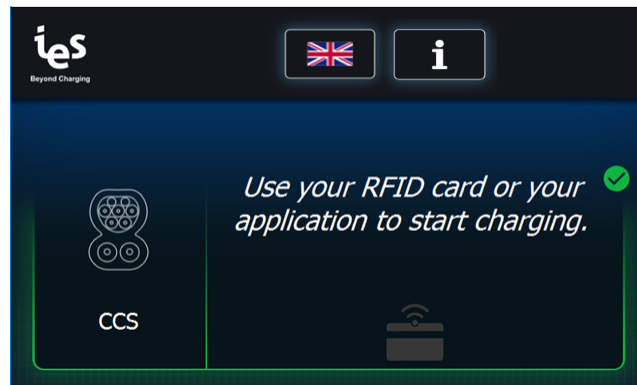 ies
Beyond Charging
i
Use your RFID card or your
application to start charging.
CCS